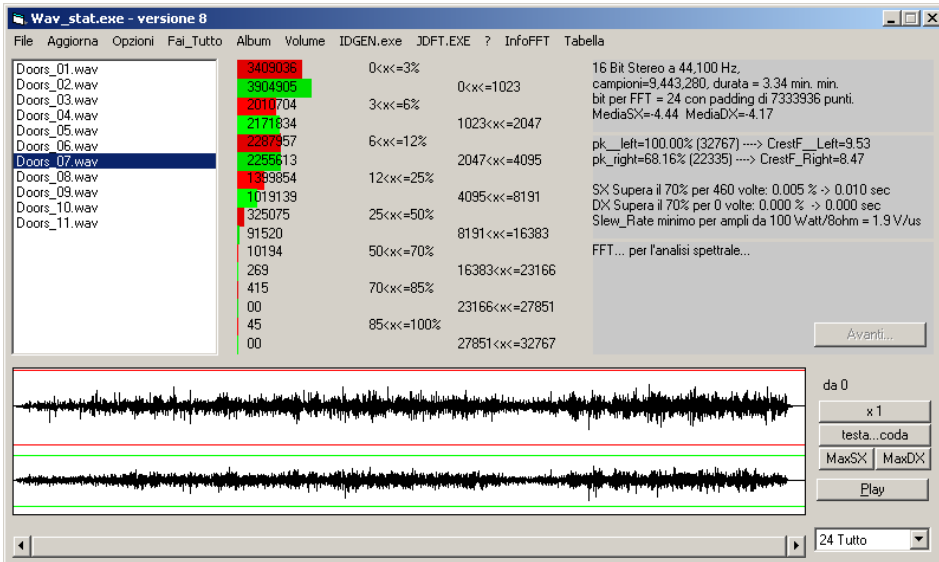 Wav_stat.exe - versione 8
File Aggiorna Opzioni Fai_Tutto Album Volume IDGEN.exe JDFT.EXE ? InfoFFT Tabella
Doors_01.wav
Doors_02.wav
Doors_03.wav
Doors_04.wav
Doors_05.wav
Doors_06.wav
Doors_07.wav
Doors_08.wav
Doors_09.wav
Doors_10.wav
Doors_11.wav
3409036 0<x<=3%
3904905 0<x<=1023
2010704 3<x<=6%
2171834 1023<x<=2047
2287957 6<x<=12%
2255613 2047<x<=4095
1399854 12<x<=25%
1019139 4095<x<=8191
325075 25<x<=50%
91520 8191<x<=16383
10194 50<x<=70%
269 16383<x<=23166
415 70<x<=85%
00 23166<x<=27851
45 85<x<=100%
00 27851<x<=32767
16 Bit Stereo a 44,100 Hz,
campioni=9,443,280, durata = 3.34 min. min.
bit per FFT = 24 con padding di 7333936 punti.
MediaSX=-4.44 MediaDX=-4.17
pk__left=100.00% (32767) ----> CrestF__Left=9.53
pk_right=68.16% (22335) ----> CrestF_Right=8.47
SX Supera il 70% per 460 volte: 0.005 % -> 0.010 sec
DX Supera il 70% per 0 volte: 0.000 % -> 0.000 sec
Slew_Rate minimo per ampli da 100 Watt/8ohm = 1.9 V/us
FFT... per l'analisi spettrale...
Avanti...
da 0
x 1
testa...coda
MaxSX MaxDX
Play
24 Tutto